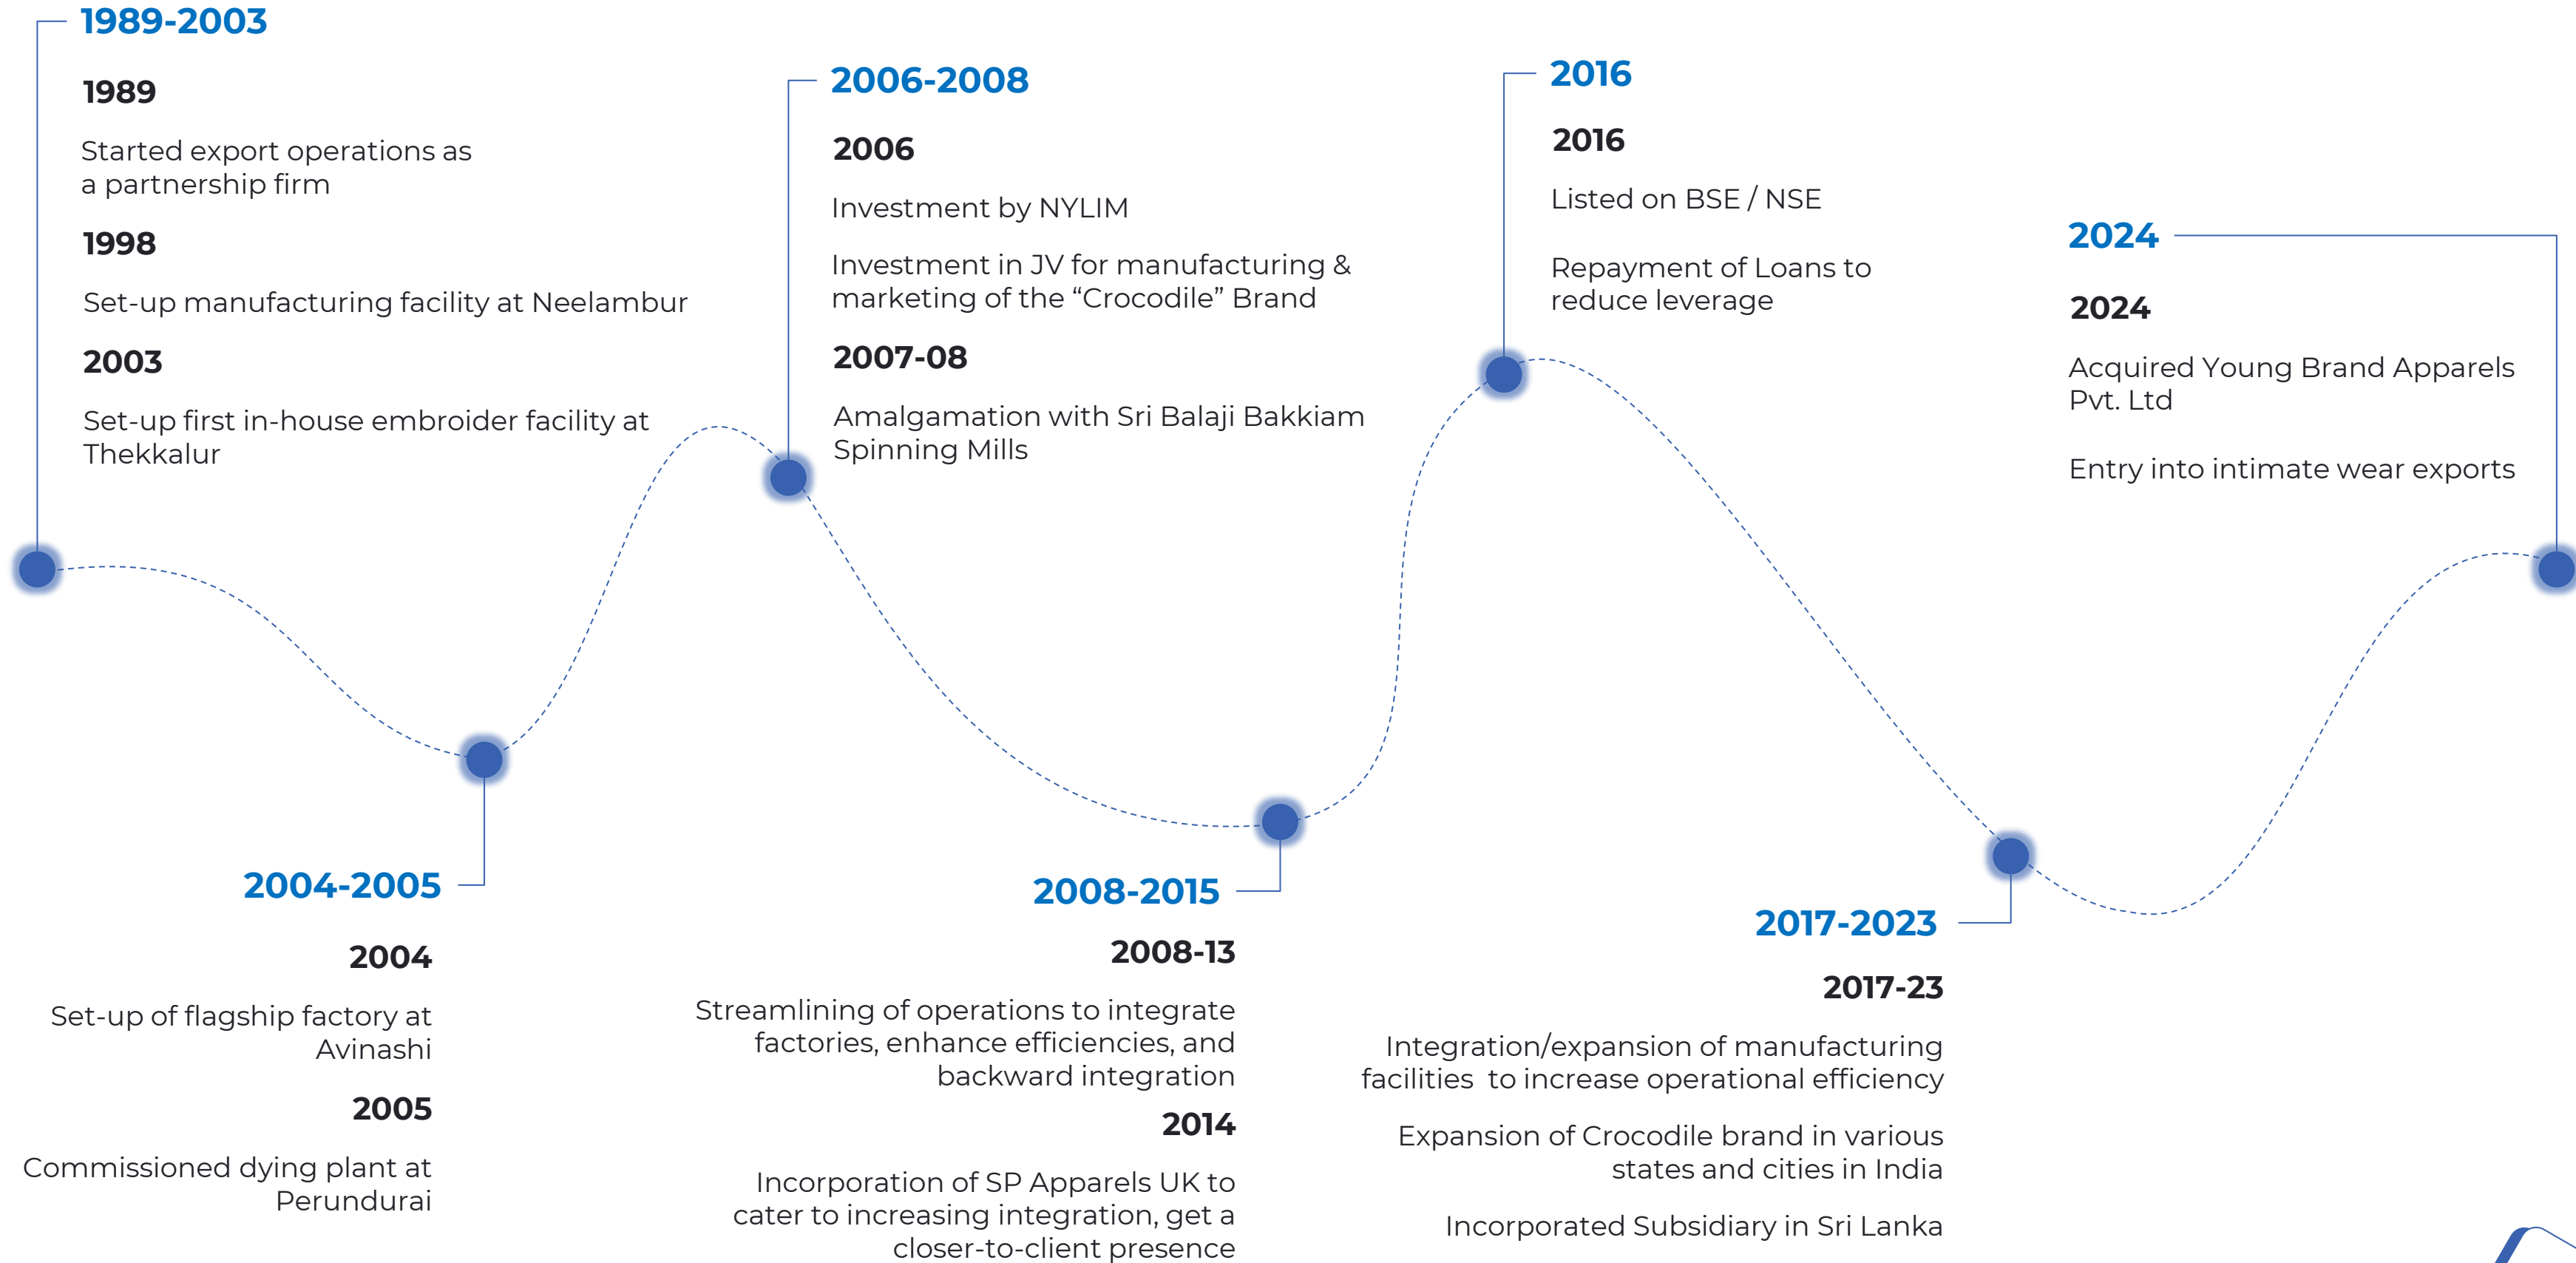 1989-2003
1989
Started export operations as
a partnership firm
1998
Set-up manufacturing facility at Neelambur
2003
Set-up first in-house embroider facility at
Thekkalur
2004-2005
2004
Set-up of flagship factory at
Avinashi
2005
Commissioned dying plant at
Perundurai
2006-2008
2006
Investment by NYLIM
Investment in JV for manufacturing &
marketing of the “Crocodile” Brand
2007-08
Amalgamation with Sri Balaji Bakkiam
Spinning Mills
2008-2015
2008-13
Streamlining of operations to integrate
factories, enhance efficiencies, and
backward integration
2014
Incorporation of SP Apparels UK to
cater to increasing integration, get a
closer-to-client presence
2016
2016
Listed on BSE / NSE
Repayment of Loans to
reduce leverage
2017-2023
2017-23
Integration/expansion of manufacturing
facilities  to increase operational efficiency
Expansion of Crocodile brand in various
states and cities in India
Incorporated Subsidiary in Sri Lanka
2024
2024
Acquired Young Brand Apparels
Pvt. Ltd
Entry into intimate wear exports